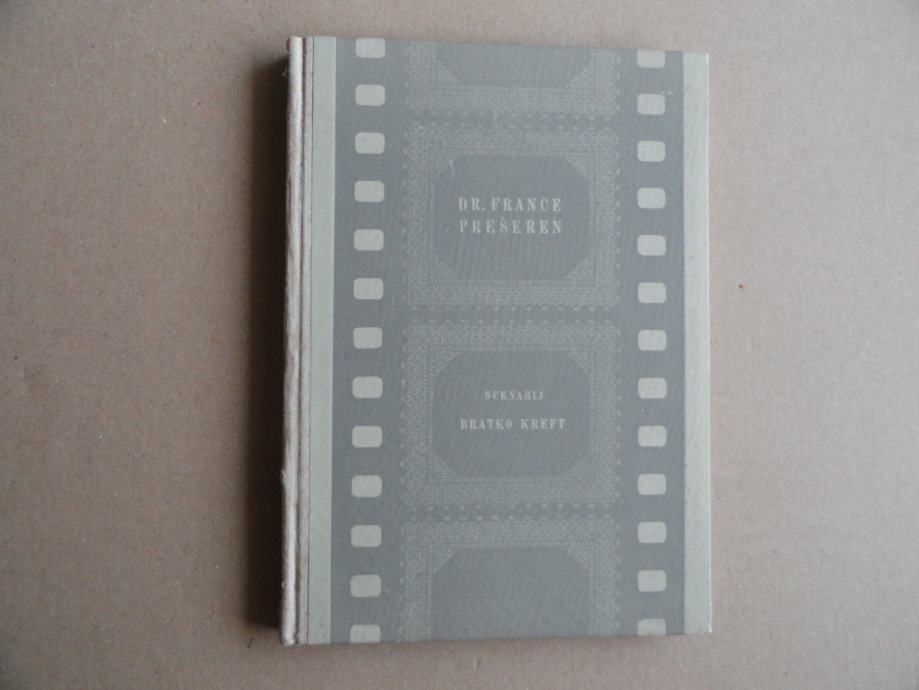 DR. FRANCE
PREŠEREN
SCENARIJ
BRATKO KREFT